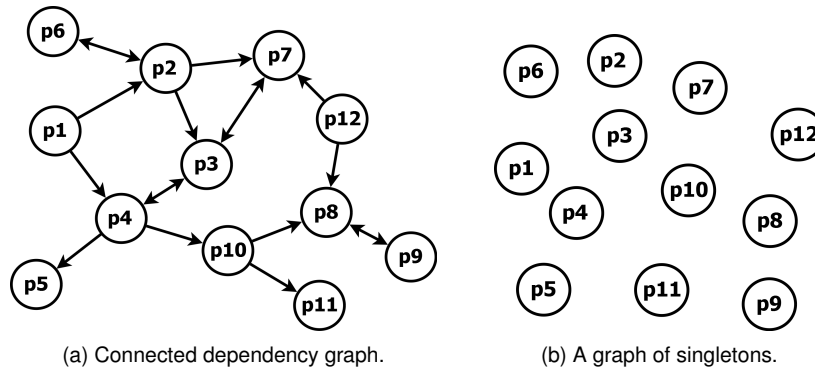 p6
p2
p7
p1
p12
p3
p4
p8
p10
p9
p5
p11
(a) Connected dependency graph.
p6
p2
p7
p3
p12
p1
p10
p4
p8
p5
p11
p9
(b) A graph of singletons.